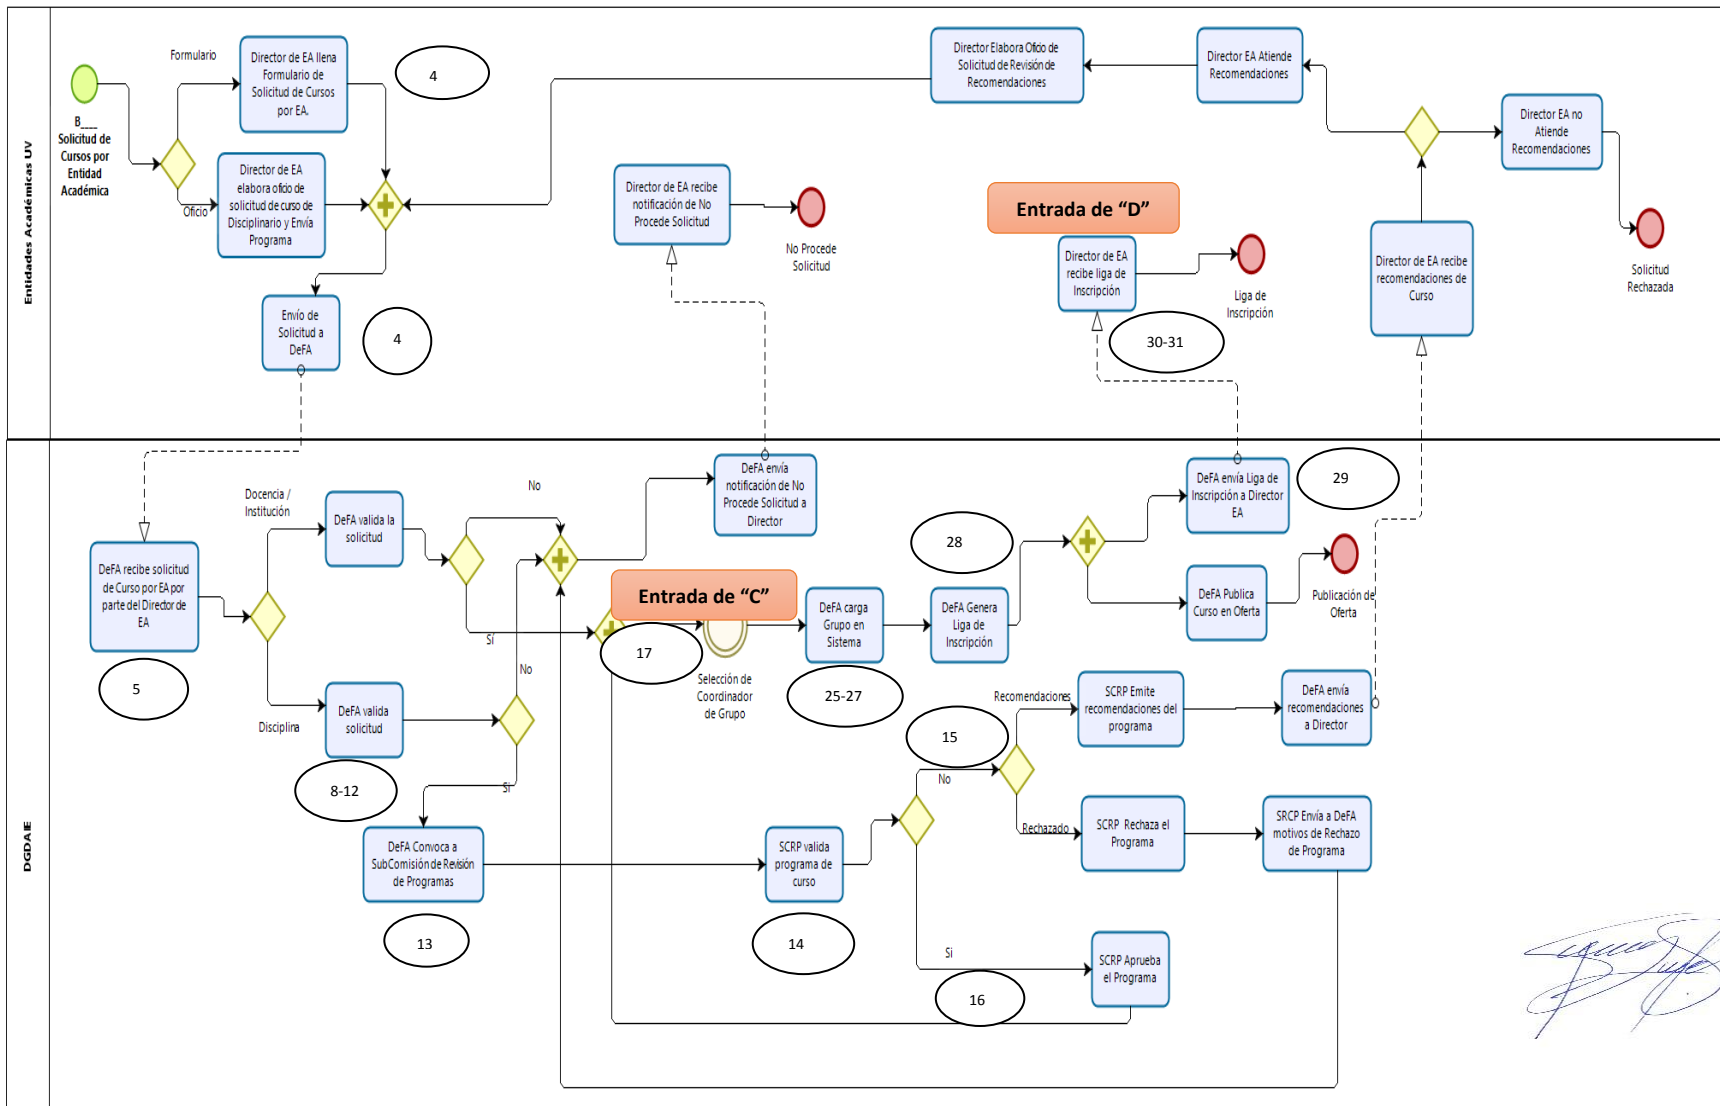 Entidades Académicas UV
B____
Solicitud de
Cursos por
Entidad
Académica
Formulario
Oficio
Director de EA llena
Formulario de
Solicitud de Cursos
por EA.
4
Director de EA
elabora oficio de
solicitud de curso de
Disciplinario y Envía
Programa
Envío de
Solicitud a
DeFA
4
Director de EA recibe
notificación de No
Procede Solicitud
No Procede
Solicitud
Director Elabora Oficio de
Solicitud de Revisión de
Recomendaciones
Director EA Atiende
Recomendaciones
Director EA no
Atiende
Recomendaciones
Entrada de “D”
Director de EA
recibe liga de
Inscripción
Liga de
Inscripción
30-31
Director de EA recibe
recomendaciones de
Curso
Solicitud
Rechazada
DGDAIE
DeFA recibe solicitud
de Curso por EA por
parte del Director de
EA
5
Docencia /
Institución
Disciplina
DeFA valida la
solicitud
DeFA valida
solicitud
8-12
No
Sí
No
Si
DeFA envía
notificación de No
Procede Solicitud a
Director
Entrada de “C”
17
Selección de
Coordinador
de Grupo
DeFA carga
Grupo en
Sistema
25-27
DeFA Genera
Liga de
Inscripción
28
DeFA envía Liga de
Inscripción a Director
EA
29
DeFA Publica
Curso en Oferta
Publicación de
Oferta
DeFA Convoca a
SubComisión de Revisión
de Programas
13
SCRP valida
programa de
curso
14
No
Si
15
16
Recomendaciones
Rechazado
SCRP Emite
recomendaciones del
programa
DeFA envía
recomendaciones
a Director
SCRP Rechaza el
Programa
SRCP Envía a DeFA
motivos de Rechazo
de Programa
SCRP Aprueba
el Programa